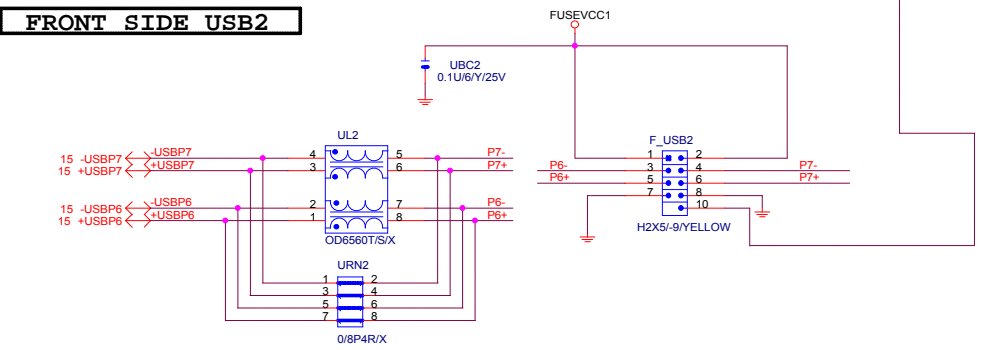 FRONT SIDE USB2
FUSEVCC1
UBC2
0.1U/6/Y/25V
UL2
F_USB2
15 -USBP7 -USBP7 4 5 P7-
15 +USBP7 +USBP7 3 6 P7+
15 -USBP6 -USBP6 2 7 P6-
15 +USBP6 +USBP6 1 8 P6+
OD6560T/S/X
1 2
P6- 3 4 P7-
P6+ 5 6 P7+
7 8
10
H2X5/-9/YELLOW
URN2
1 2
3 4
5 6
7 8
0/8P4R/X